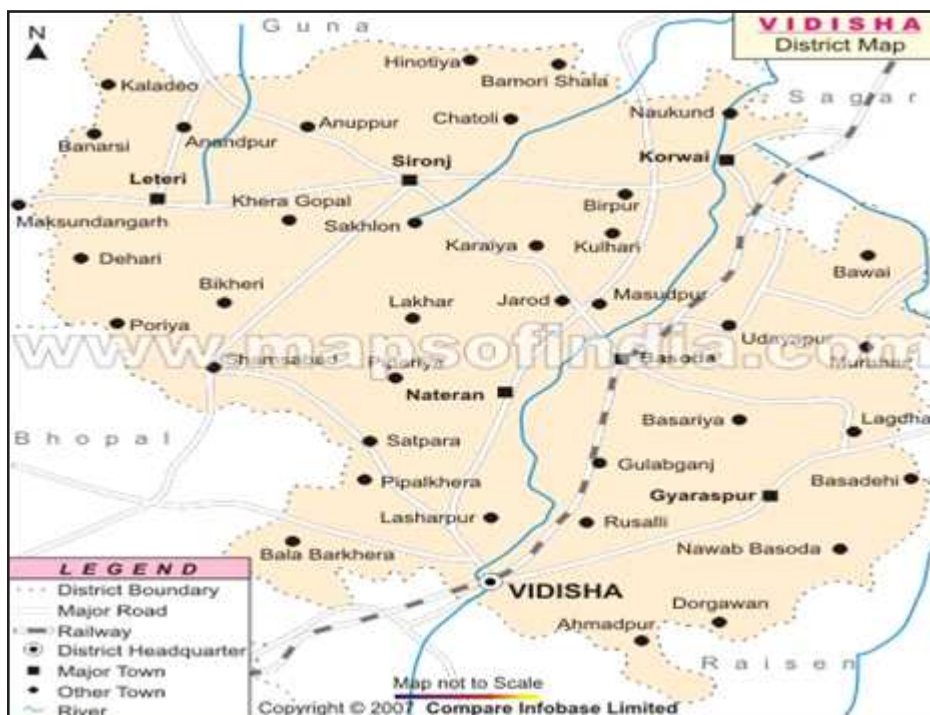 Guna
VIDISHA
District Map
N
Hinotiya
Bamori Shala
Kaladeo
Sagar
Naukund
Chatoli
Anuppur
Anandpur
Banarsi
Korwai
Sironj
Leteri
Birpur
Khera Gopal
Maksundangarh
Sakhlon
Kulhari
Karaiya
Dehari
Bawai
Bikheri
Jarod
Masudpur
Lakhar
Poriya
Udayapur
www.mapsofindia.com
Basoda
Shamsabad
Nateran
Basariya
Lagdha
Bhopal
Satpara
Gulabganj
Pipalkhera
Basadehi
Gyaraspur
Lasharpur
Rusalli
Bala Barkhera
Nawab Basoda
LEGEND
VIDISHA
District Boundary
Major Road
Dorgawan
Railway
Ahmadpur
District Headquarter
Raisen
Major Town
Map not to Scale
Other Town
River
Copyright © 2007 Compare Infobase Limited